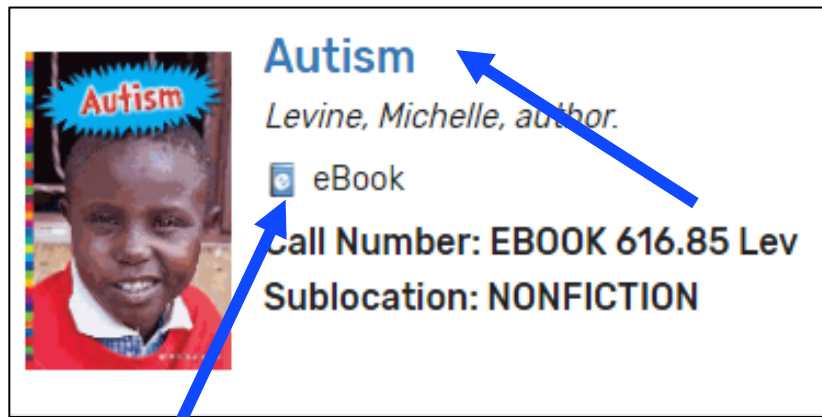 Autism
Autism
Levine, Michelle, author.
e eBook
Call Number: EBOOK 616.85 Lev
Sublocation: NONFICTION